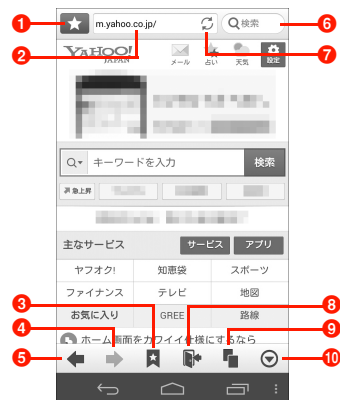 1
m.yahoo.co.jp/
検索
6
2
YAHOO!
JAPAN
メール
占い
天気
設定
7
キーワードを入力
検索
急上昇
主なサービス
サービス
アプリ
ヤフオク!
知恵袋
スポーツ
ファイナンス
テレビ
地図
3
お気に入り
GREE
路線
8
4
ホーム画面をカワイイ仕様にするなら
9
5
10